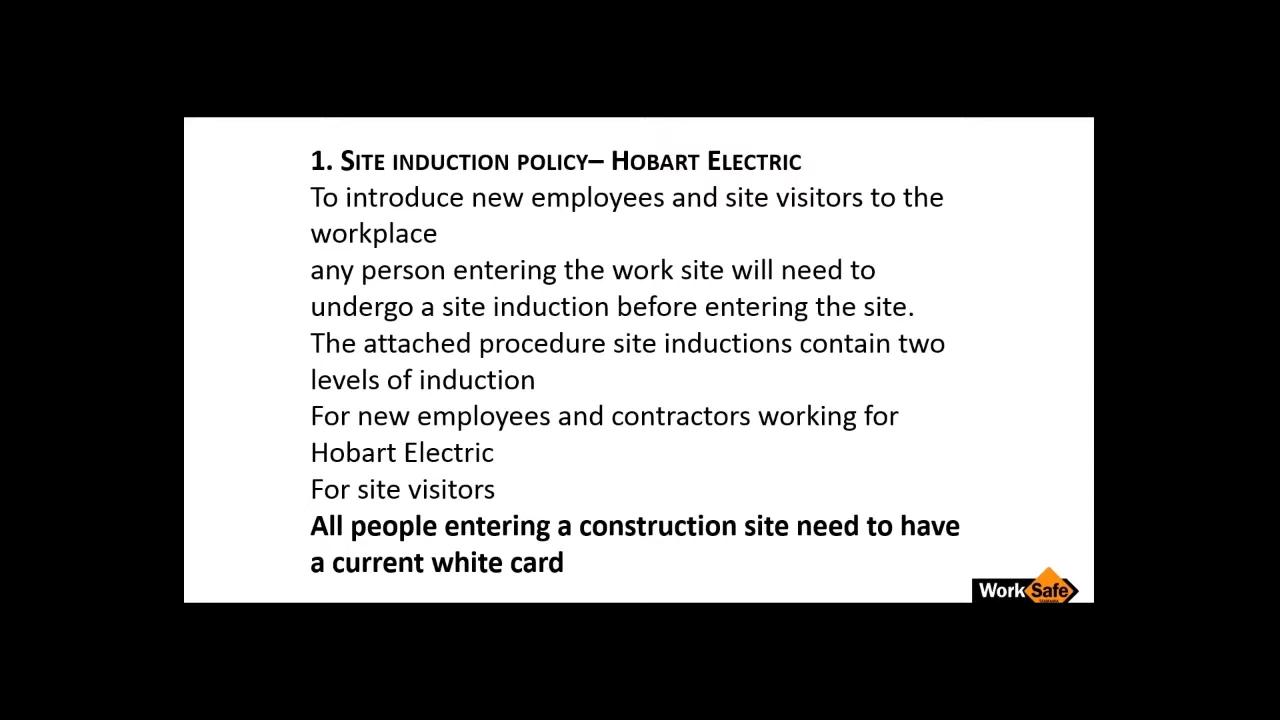 1. SITE INDUCTION POLICY– HOBART ELECTRIC
To introduce new employees and site visitors to the
workplace
any person entering the work site will need to
undergo a site induction before entering the site.
The attached procedure site inductions contain two
levels of induction
For new employees and contractors working for
Hobart Electric
For site visitors
All people entering a construction site need to have
a current white card
WorkSafe
TASMANIA